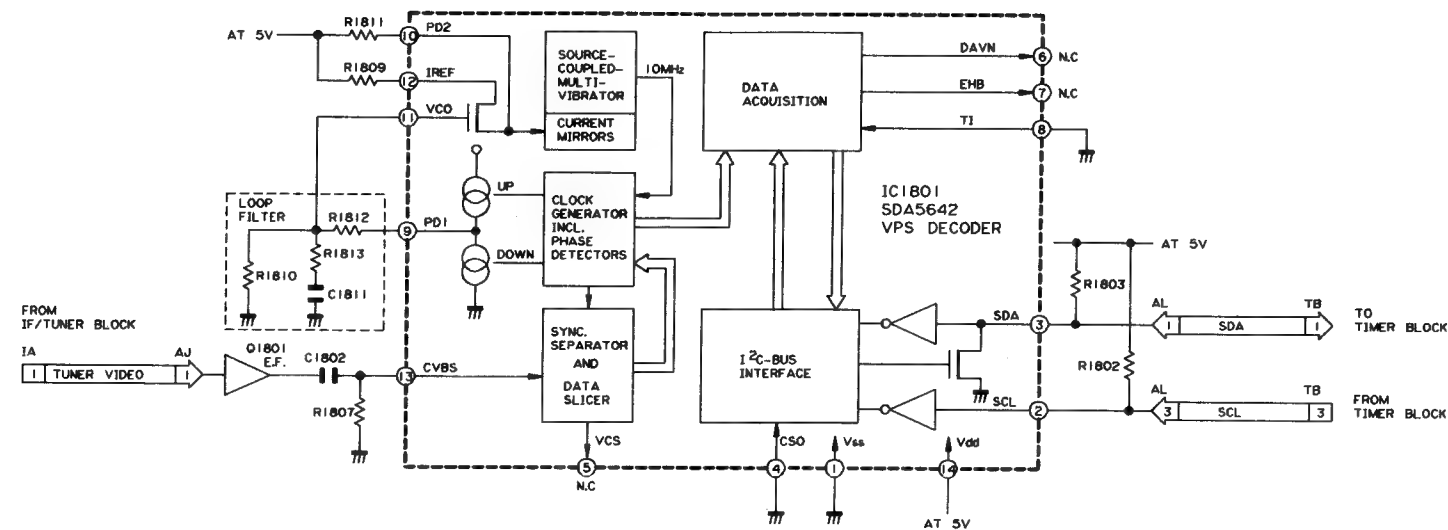 R1811
10
PD2
AT 5V
R1809
12
IREF
11
VCO
SOURCE-
COUPLED-
MULTI-
VIBRATOR
CURRENT
MIRRORS
10MHz
DATA
ACQUISITION
DAVN
6
N.C
EHB
7
N.C
TI
8
LOOP
FILTER
R1812
9
PD1
R1813
R1810
C1811
UP
DOWN
CLOCK
GENERATOR
INCL.
PHASE
DETECTORS
IC1801
SDA5642
VPS DECODER
AT 5V
R1803
R1802
FROM
IF/TUNER BLOCK
IA
1
TUNER VIDEO
AJ
1
Q1801
E.F.
C1802
R1807
13
CVBS
SYNC.
SEPARATOR
AND
DATA
SLICER
VCS
5
N.C
I²C-BUS
INTERFACE
SDA
3
AL
1
SDA
TB
1
TO
TIMER BLOCK
SCL
2
AL
3
SCL
TB
3
FROM
TIMER BLOCK
CSO
4
Vss
1
Vdd
14
AT 5V